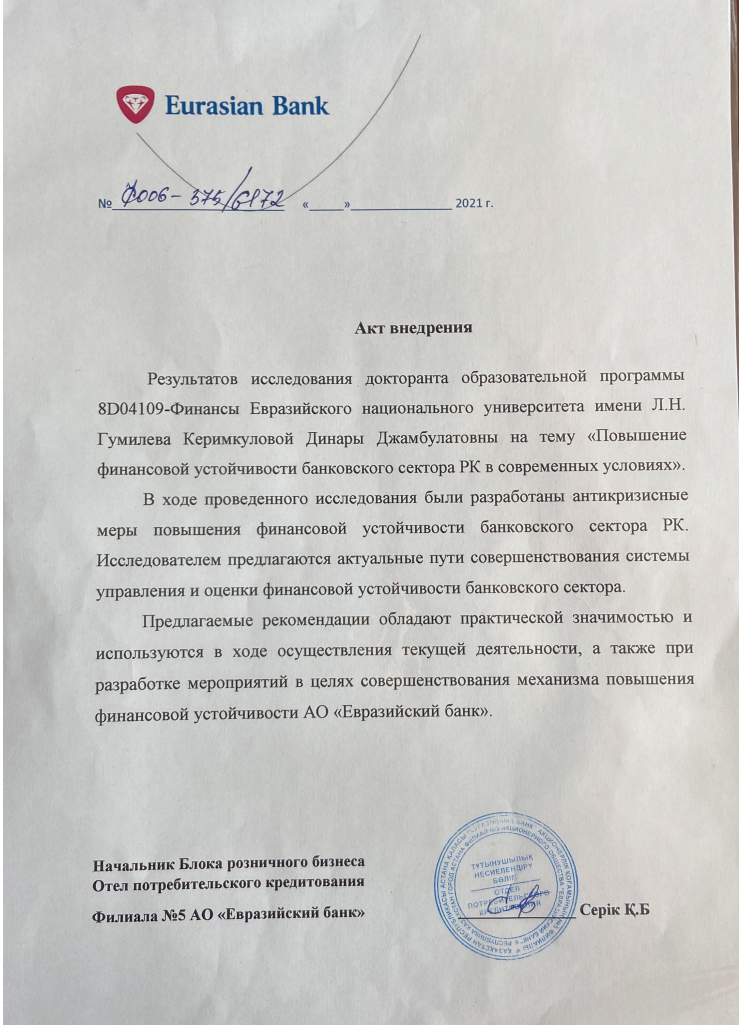 Eurasian Bank
№ «____»______________ 2021 г.
Акт внедрения
Результатов исследования докторанта образовательной программы
8D04109-Финансы Евразийского национального университета имени Л.Н.
Гумилева Керимкуловой Динары Джамбулатовны на тему «Повышение
финансовой устойчивости банковского сектора РК в современных условиях».
В ходе проведенного исследования были разработаны антикризисные
меры повышения финансовой устойчивости банковского сектора РК.
Исследователем предлагаются актуальные пути совершенствования системы
управления и оценки финансовой устойчивости банковского сектора.
Предлагаемые рекомендации обладают практической значимостью и
используются в ходе осуществления текущей деятельности, а также при
разработке мероприятий в целях совершенствования механизма повышения
финансовой устойчивости АО «Евразийский банк».
Начальник Блока розничного бизнеса
Отел потребительского кредитования
Филиала №5 АО «Евразийский банк»
Серік Қ.Б
ТҰТЫНУШЫЛЫҚ
НЕСИЕЛЕНДІРУ
БӨЛІГІ
ОТДЕЛ
ПОТРЕБИТЕЛЬСКОГО
КРЕДИТОВАНИЯ